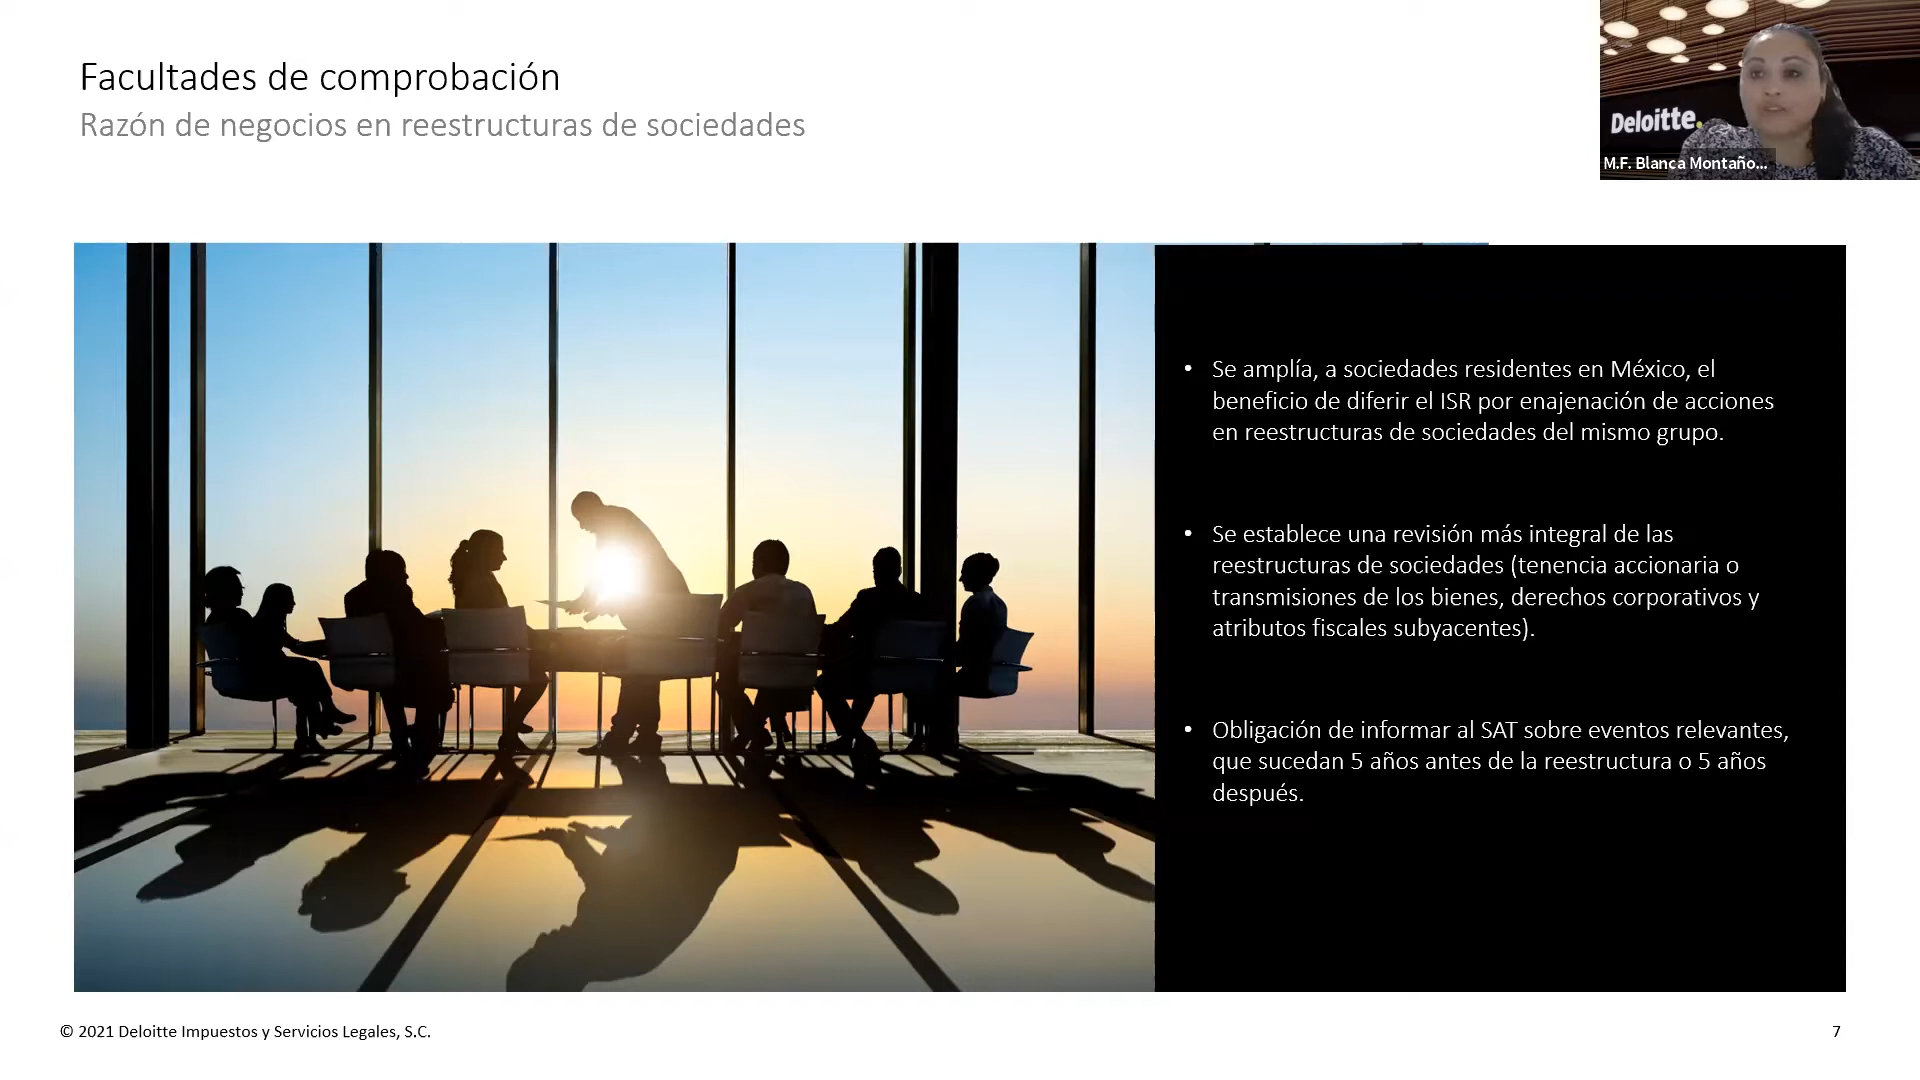 Facultades de comprobación
Razón de negocios en reestructuras de sociedades
Deloitte.
M.F. Blanca Montaño...
• Se amplía, a sociedades residentes en México, el
beneficio de diferir el ISR por enajenación de acciones
en reestructuras de sociedades del mismo grupo.
• Se establece una revisión más integral de las
reestructuras de sociedades (tenencia accionaria o
transmisiones de los bienes, derechos corporativos y
atributos fiscales subyacentes).
• Obligación de informar al SAT sobre eventos relevantes,
que sucedan 5 años antes de la reestructura o 5 años
después.
© 2021 Deloitte Impuestos y Servicios Legales, S.C.
7